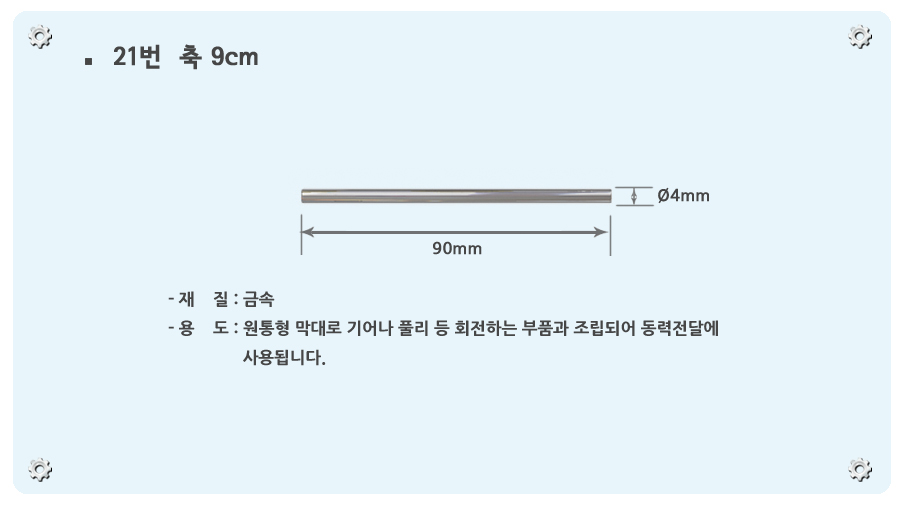 ▪ 21번 축 9cm
Ø4mm
90mm
- 재 질 : 금속
- 용 도 : 원통형 막대로 기어나 풀리 등 회전하는 부품과 조립되어 동력전달에
사용됩니다.